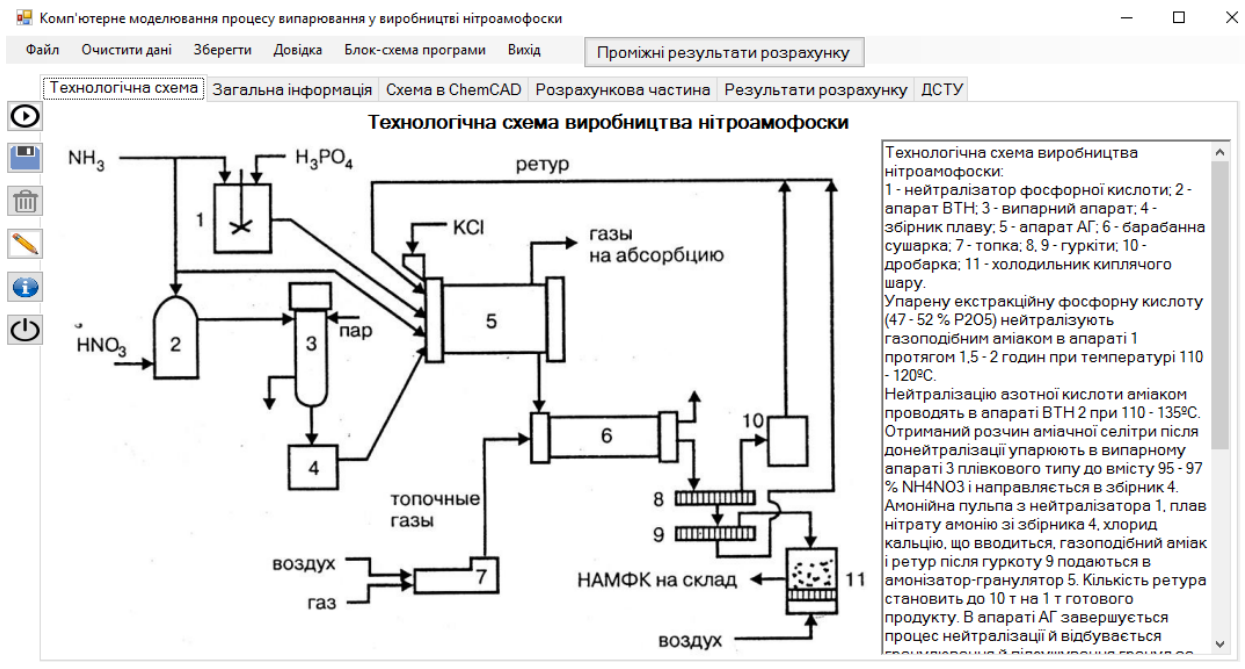 Комп'ютерне моделювання процесу випарювання у виробництві нітроамофоски
Файл Очистити дані Зберегти Довідка Блок-схема програми Вихід Проміжні результати розрахунку
Технологічна схема Загальна інформація Схема в ChemCAD Розрахункова частина Результати розрахунку ДСТУ
Технологічна схема виробництва нітроамофоски
NH3
H3PO4
ретур
1
KCl
газы
на абсорбцию
5
HNO3
2
3
пар
4
10
6
топочные
газы
8
9
воздух
газ
7
НАМФК на склад
11
воздух
Технологічна схема виробництва
нітроамофоски:
1 - нейтралізатор фосфорної кислоти; 2 -
апарат ВТН; 3 - випарний апарат; 4 -
збірник плаву; 5 - апарат АГ; 6 - барабанна
сушарка; 7 - топка; 8, 9 - гуркіти; 10 -
дробарка; 11 - холодильник киплячого
шару.
Упарену екстракційну фосфорну кислоту
(47 - 52 % P2O5) нейтралізують
газоподібним аміаком в апараті 1
протягом 1,5 - 2 годин при температурі 110
- 120ºС.
Нейтралізацію азотної кислоти аміаком
проводять в апараті ВТН 2 при 110 - 135ºС.
Отриманий розчин аміачної селітри після
донейтралізації упарюють в випарному
апараті 3 плівкового типу до вмісту 95 - 97
% NH4NO3 і направляється в збірник 4.
Амонійна пульпа з нейтралізатора 1, плав
нітрату амонію зі збірника 4, хлорид
кальцію, що вводиться, газоподібний аміак
і ретур після гуркоту 9 подаються в
амонізатор-гранулятор 5. Кількість ретура
становить до 10 т на 1 т готового
продукту. В апараті АГ завершується
процес нейтралізації й відбувається